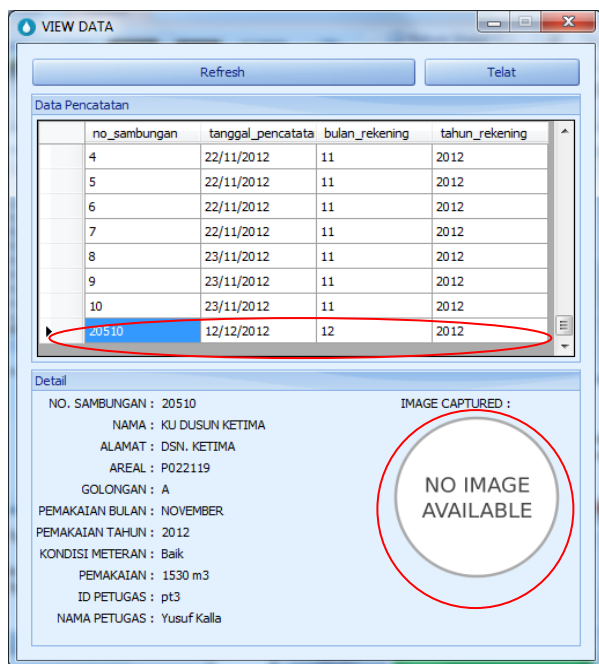 VIEW DATA
Refresh Telat
Data Pencatatan
no_sambungan tanggal_pencatata bulan_rekening tahun_rekening
4 22/11/2012 11 2012
5 22/11/2012 11 2012
6 22/11/2012 11 2012
7 22/11/2012 11 2012
8 23/11/2012 11 2012
9 23/11/2012 11 2012
10 23/11/2012 11 2012
20510 12/12/2012 12 2012
Detail
NO. SAMBUNGAN : 20510
NAMA : KU DUSUN KETIMA
ALAMAT : DSN. KETIMA
AREAL : P022119
GOLONGAN : A
PEMAKAIAN BULAN : NOVEMBER
PEMAKAIAN TAHUN : 2012
KONDISI METERAN : Baik
PEMAKAIAN : 1530 m3
ID PETUGAS : pt3
NAMA PETUGAS : Yusuf Kalla
IMAGE CAPTURED :
NO IMAGE
AVAILABLE